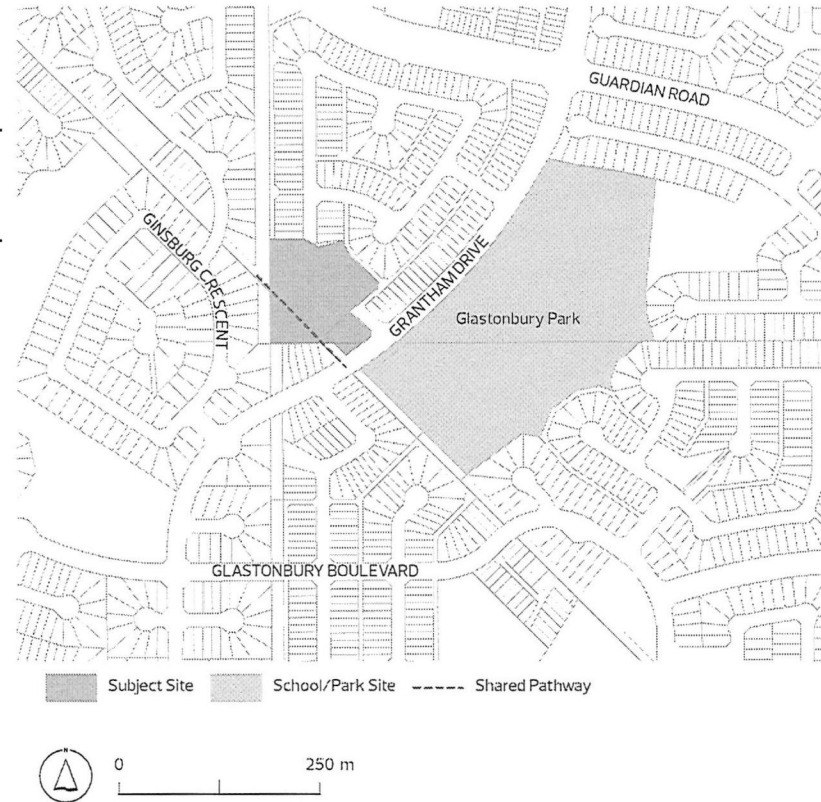 GUARDIAN ROAD
GINSBURG CRESCENT
GRANTHAM DRIVE
Glastonbury Park
GLASTONBURY BOULEVARD
Subject Site
School/Park Site
Shared Pathway
N
0
250 m